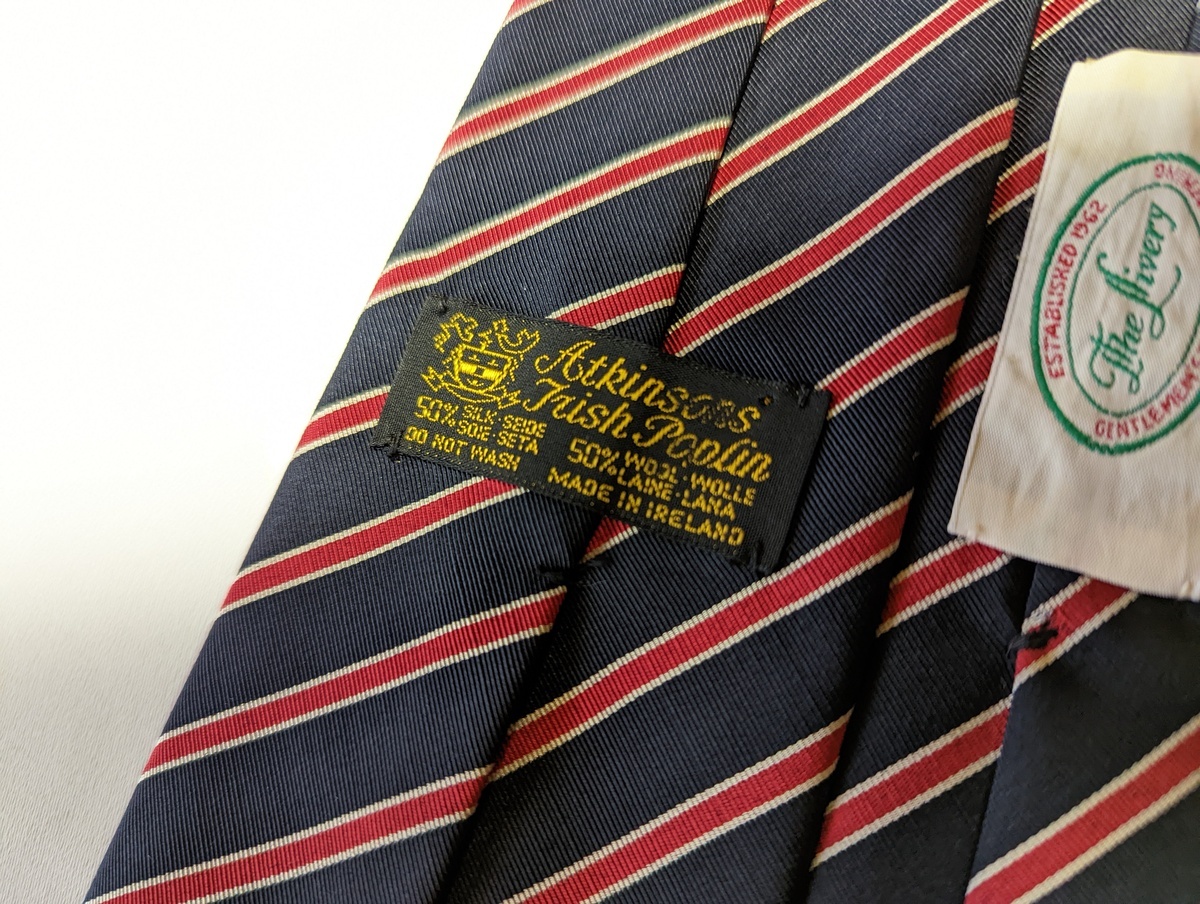 Atkinsons
Irish Poplin
50% SILK·SEIDE
SOIE SETA
DO NOT WASH
50% WOOL·WOLLE
LAINE·LANA
MADE IN IRELAND
ESTABLISHED 1962
The Livery